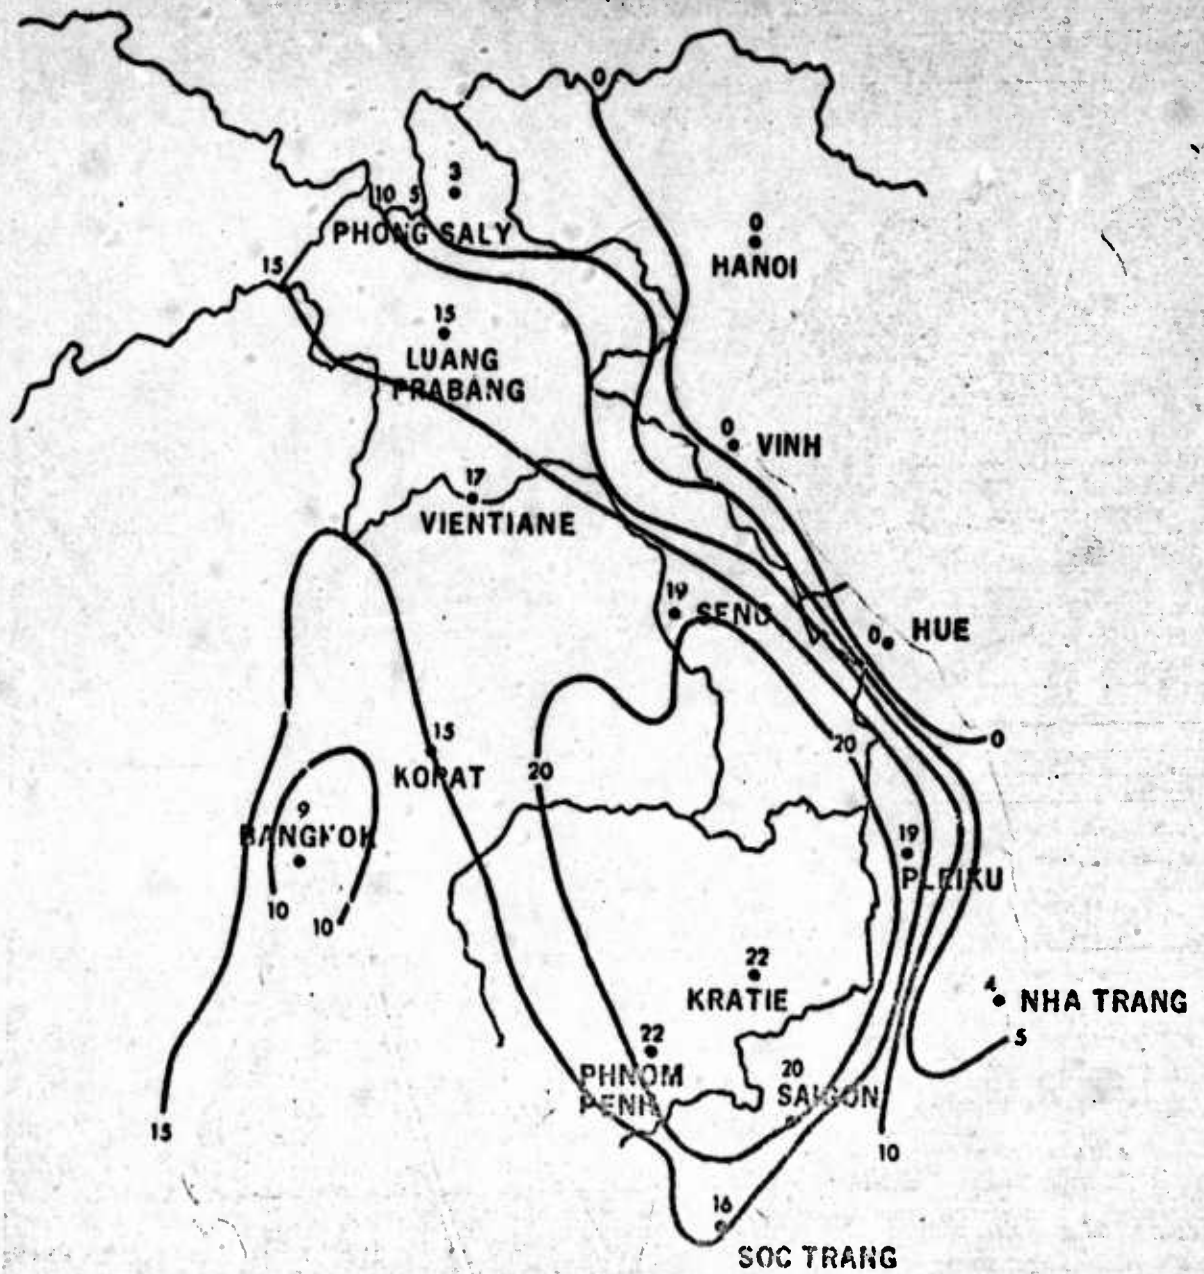 0
3
10 5
PHONG SALY
0
HANOI
15
15
LUANG
PRABANG
0
VINH
17
VIENTIANE
19
SENO
0
HUE
0
15
20
20
KORAT
9
BANGKOK
19
PLEIKU
10
10
22
KRATIE
4
NHA TRANG
5
22
PHNOM
PENH
20
SAIGON
15
10
16
SOC TRANG